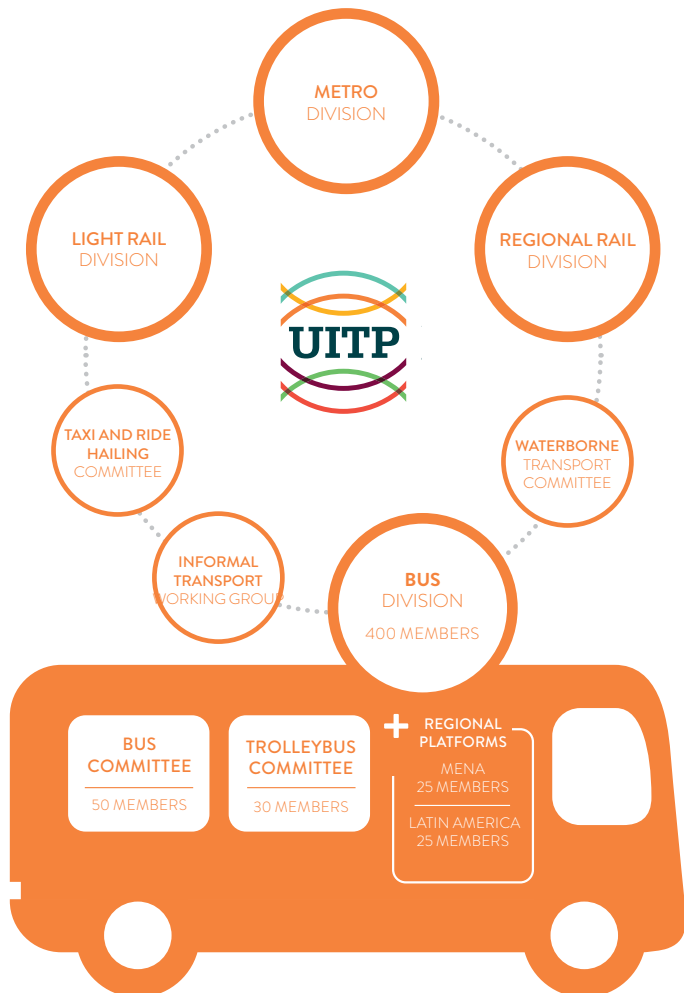 METRO
DIVISION
LIGHT RAIL
DIVISION
REGIONAL RAIL
DIVISION
UITP
TAXI AND RIDE
HAILING
COMMITTEE
WATERBORNE
TRANSPORT
COMMITTEE
INFORMAL
TRANSPORT
WORKING GROUP
BUS
DIVISION
400 MEMBERS
BUS
COMMITTEE
50 MEMBERS
TROLLEYBUS
COMMITTEE
30 MEMBERS
+ REGIONAL
PLATFORMS
MENA
25 MEMBERS
LATIN AMERICA
25 MEMBERS